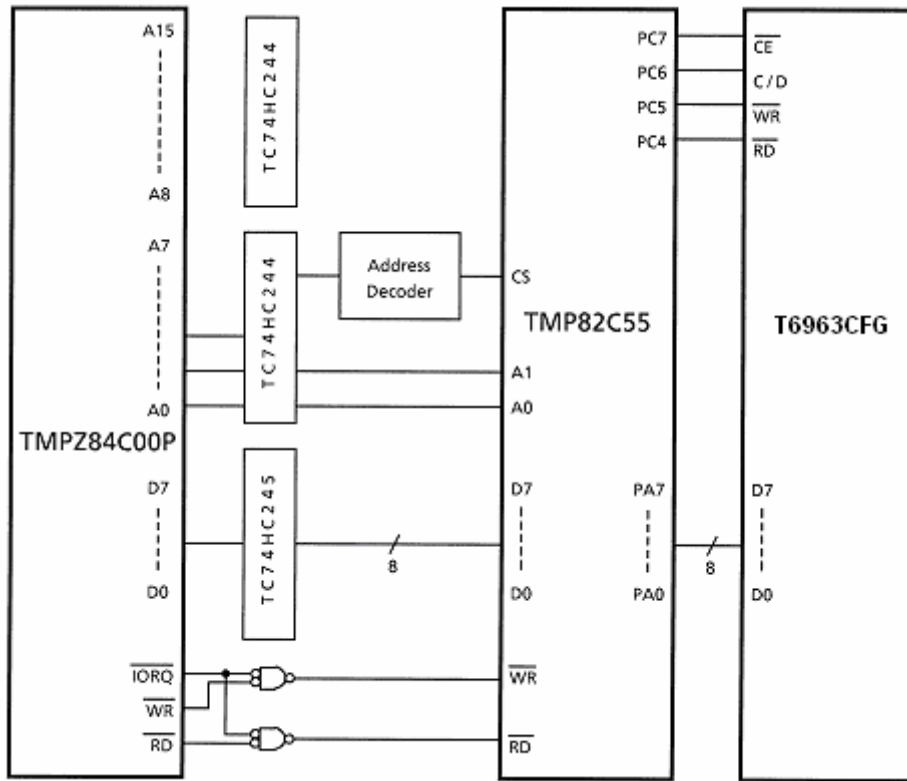 A15
A8
A7
A0
TMPZ84C00P
D7
D0
IORQ
WR
RD
TC74HC244
TC74HC244
TC74HC245
Address
Decoder
8
CS
TMP82C55
A1
A0
D7
D0
WR
RD
PC7
PC6
PC5
PC4
PA7
PA0
8
CE
C/D
WR
RD
T6963CFG
D7
D0